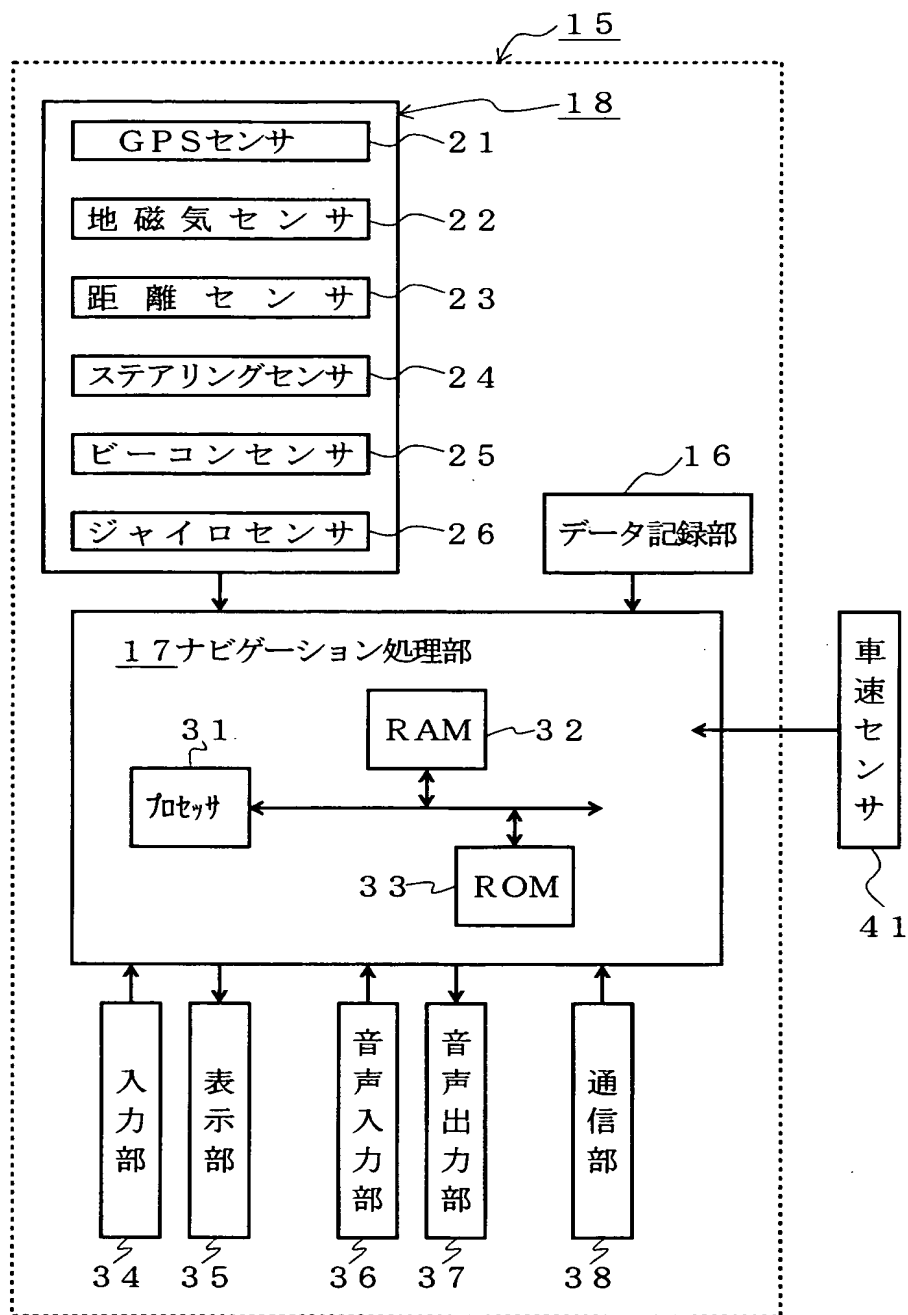 １５
１８
ＧＰＳセンサ
２１
地磁気センサ
２２
距離センサ
２３
ステアリングセンサ
２４
ビーコンセンサ
２５
ジャイロセンサ
２６
１６
データ記録部
１７ナビゲーション処理部
車速センサ
４１
３１
プロセッサ
ＲＡＭ
３２
３３
ＲＯＭ
入力部
表示部
音声入力部
音声出力部
通信部
３４
３５
３６
３７
３８